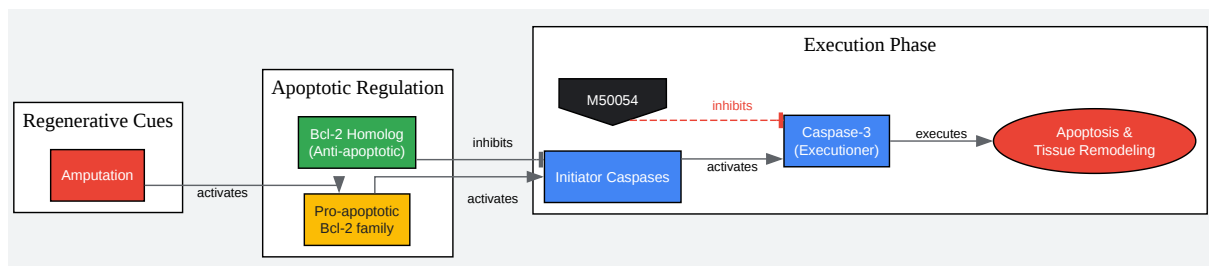 Regenerative Cues
Amputation
activates
Apoptotic Regulation
Bcl-2 Homolog
(Anti-apoptotic)
Pro-apoptotic
Bcl-2 family
inhibits
activates
Execution Phase
M50054
inhibits
Initiator Caspases
activates
Caspase-3
(Executioner)
executes
Apoptosis &
Tissue Remodeling